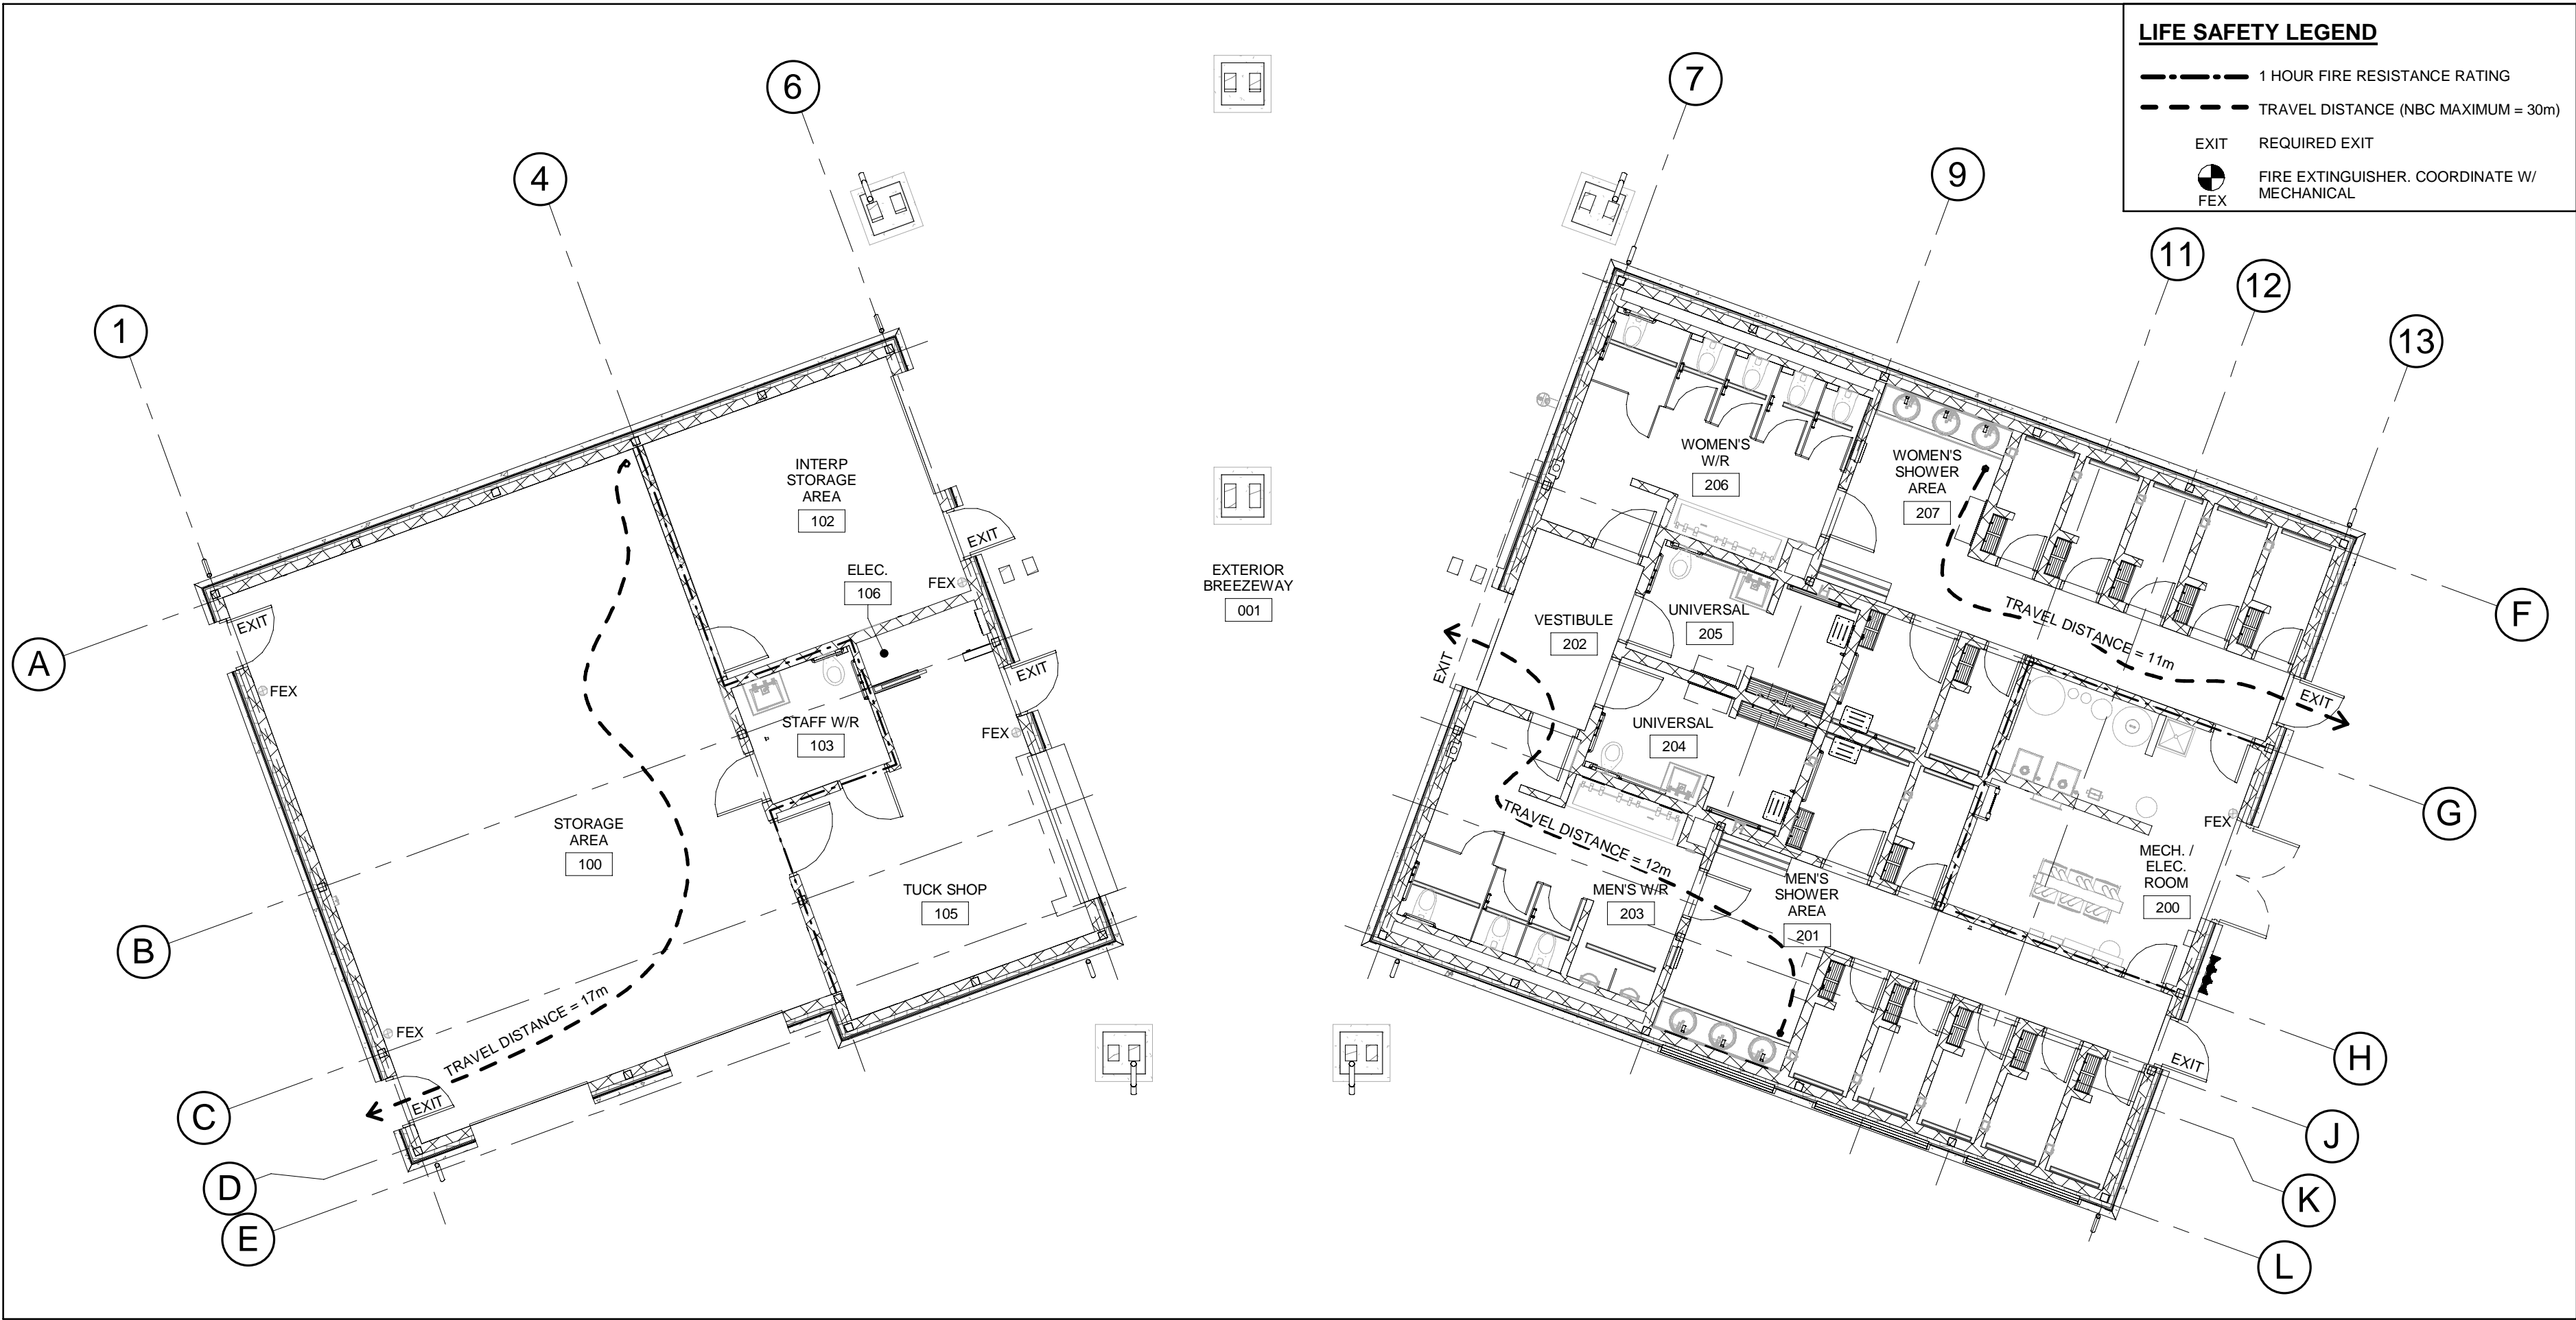 LIFE SAFETY LEGEND
1 HOUR FIRE RESISTANCE RATING
TRAVEL DISTANCE (NBC MAXIMUM = 30m)
EXIT REQUIRED EXIT
FIRE EXTINGUISHER. COORDINATE W/
MECHANICAL
FEX
1
4
6
7
9
11
12
13
A
B
C
D
E
F
G
H
J
K
L
INTERP
STORAGE
AREA
102
EXIT
FEX
ELEC.
106
EXIT
FEX
EXIT
FEX
STAFF W/R
103
STORAGE
AREA
100
TUCK SHOP
105
FEX
TRAVEL DISTANCE = 17m
EXIT
EXTERIOR
BREEZEWAY
001
WOMEN'S
W/R
206
WOMEN'S
SHOWER
AREA
207
TRAVEL DISTANCE = 11m
EXIT
VESTIBULE
202
UNIVERSAL
205
EXIT
UNIVERSAL
204
TRAVEL DISTANCE = 12m
MEN'S W/R
203
MEN'S
SHOWER
AREA
201
FEX
MECH. /
ELEC.
ROOM
200
EXIT